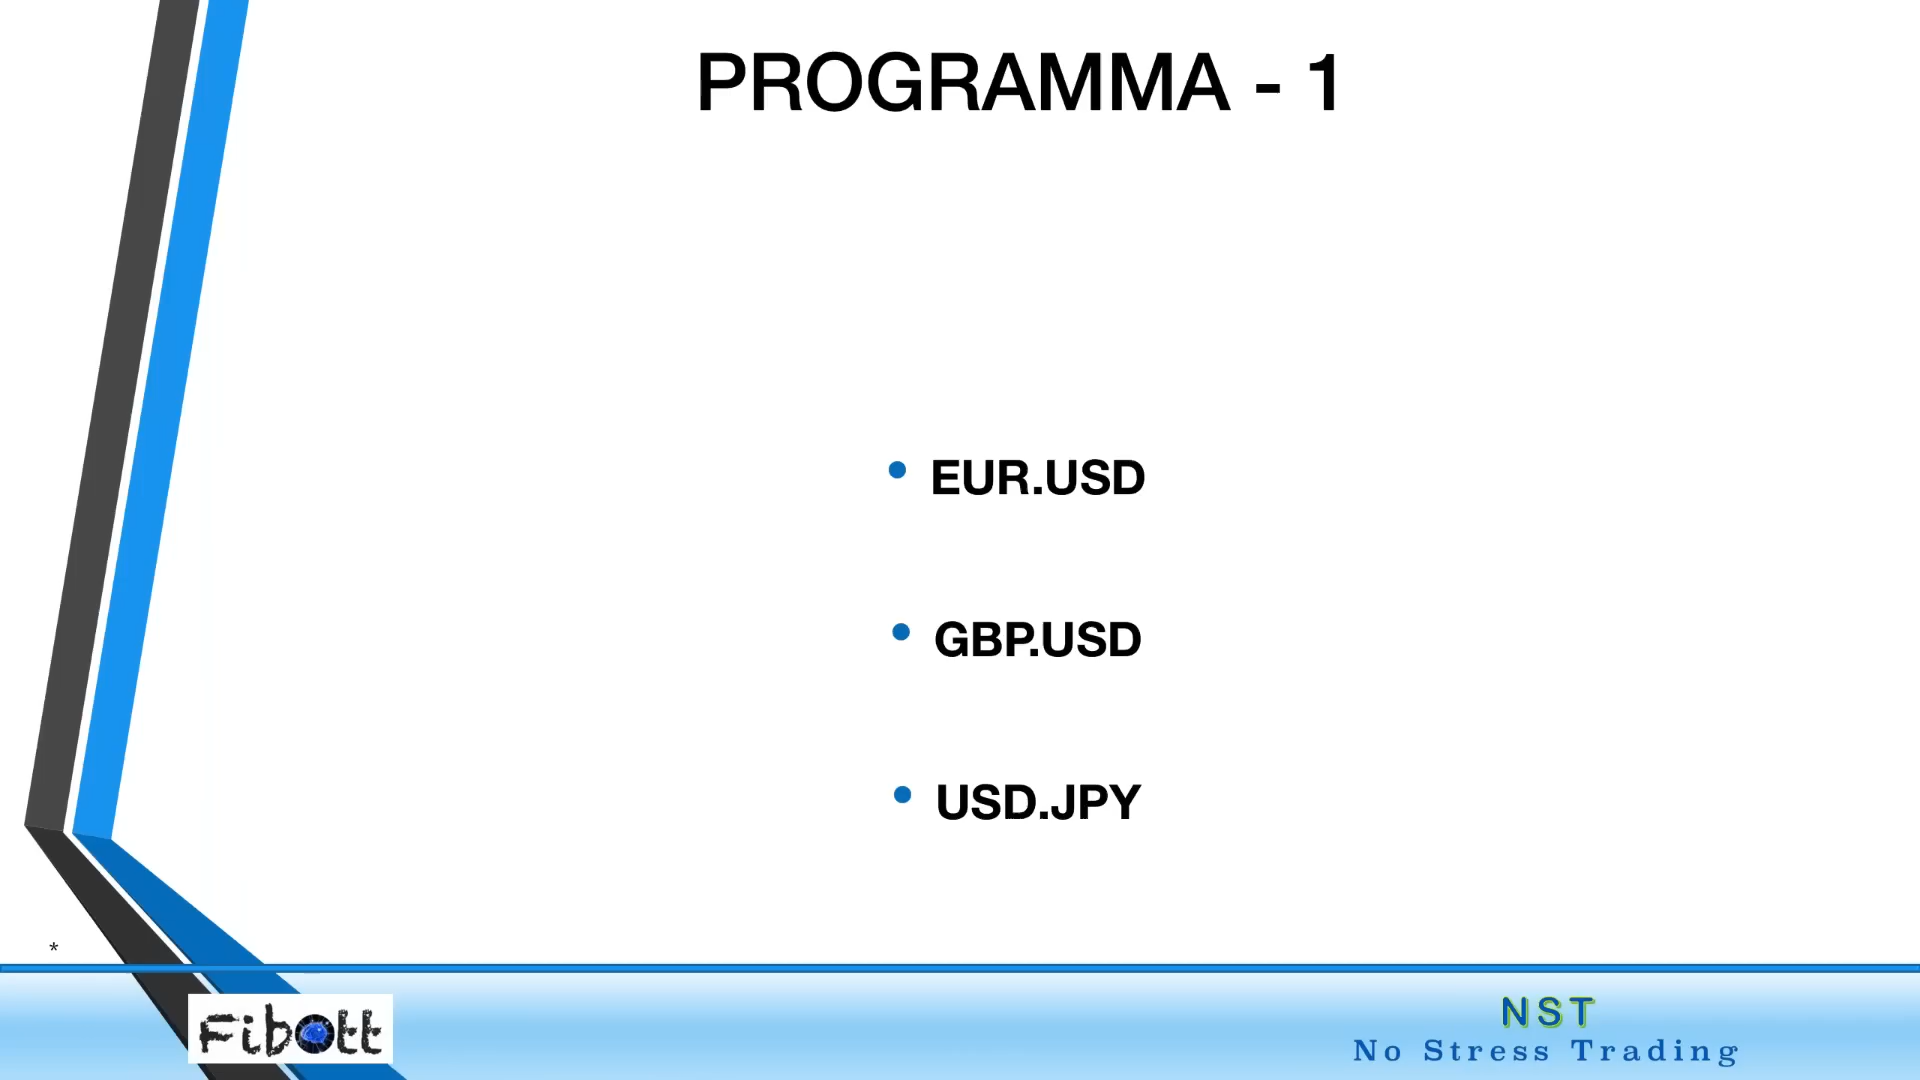 PROGRAMMA - 1
• EUR.USD
• GBP.USD
• USD.JPY
*
Fibott
NST
No Stress Trading